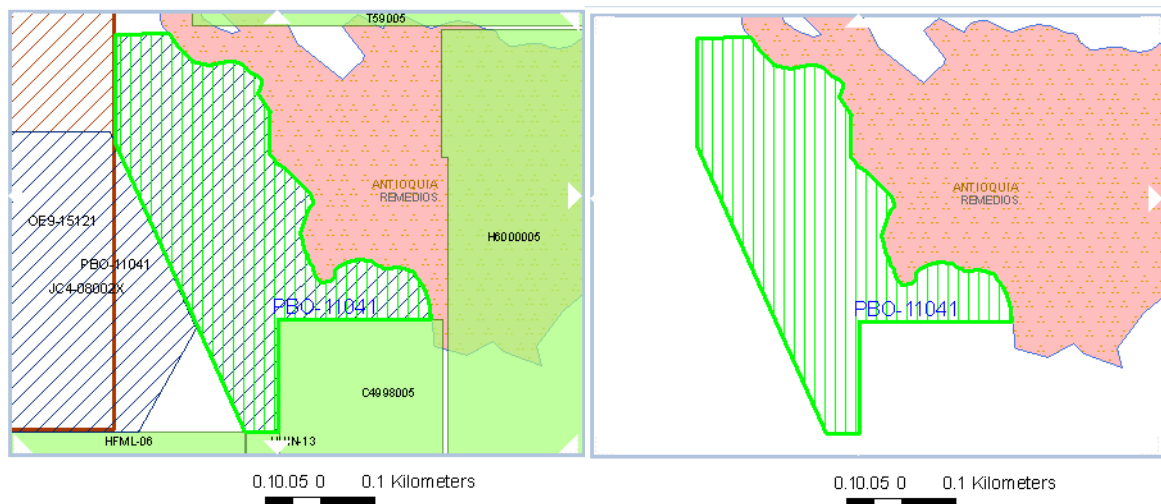 T59005
ANTIOQUIA
REMEDIOS
OE9-15121
H6000005
PBO-11041
JC4-08002X
PBO-11041
C4998005
HFML-06
0.10.05 0 0.1 Kilometers
ANTIOQUIA
REMEDIOS
PBO-11041
0.10.05 0 0.1 Kilometers